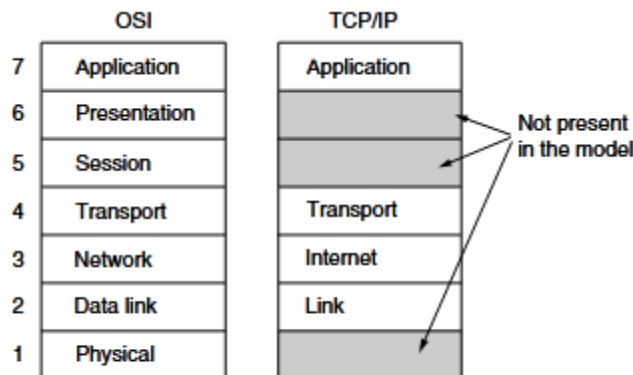 OSI TCP/IP
7 Application Application
6 Presentation
Not present
in the model
5 Session
4 Transport Transport
3 Network Internet
2 Data link Link
1 Physical